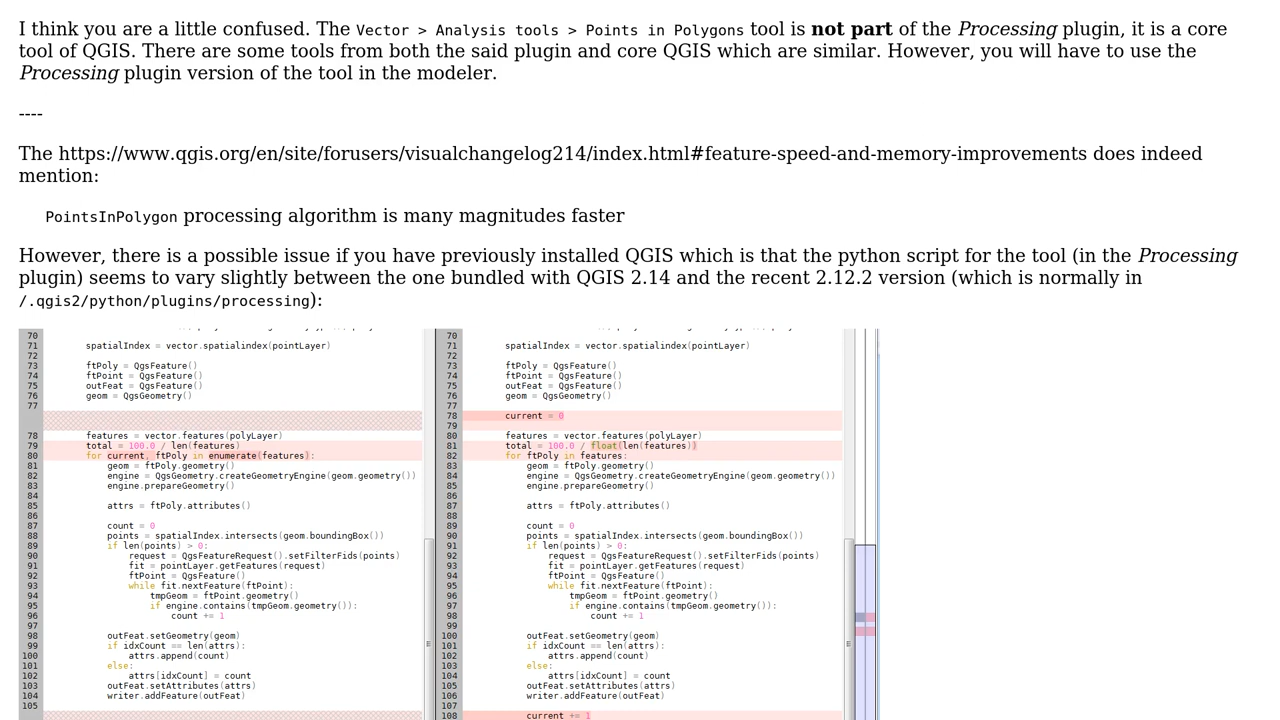 I think you are a little confused. The Vector > Analysis tools > Points in Polygons tool is not part of the Processing plugin, it is a core
tool of QGIS. There are some tools from both the said plugin and core QGIS which are similar. However, you will have to use the
Processing plugin version of the tool in the modeler.
----
The https://www.qgis.org/en/site/forusers/visualchangelog214/index.html#feature-speed-and-memory-improvements does indeed
mention:
PointsInPolygon processing algorithm is many magnitudes faster
However, there is a possible issue if you have previously installed QGIS which is that the python script for the tool (in the Processing
plugin) seems to vary slightly between the one bundled with QGIS 2.14 and the recent 2.12.2 version (which is normally in
/.qgis2/python/plugins/processing):
70
71 spatialIndex = vector.spatialindex(pointLayer)
72
73 ftPoly = QgsFeature()
74 ftPoint = QgsFeature()
75 outFeat = QgsFeature()
76 geom = QgsGeometry()
77
78 features = vector.features(polyLayer)
79 total = 100.0 / len(features)
80 for current, ftPoly in enumerate(features):
81 geom = ftPoly.geometry()
82 engine = QgsGeometry.createGeometryEngine(geom.geometry())
83 engine.prepareGeometry()
84
85 attrs = ftPoly.attributes()
86
87 count = 0
88 points = spatialIndex.intersects(geom.boundingBox())
89 if len(points) > 0:
90 request = QgsFeatureRequest().setFilterFids(points)
91 fit = pointLayer.getFeatures(request)
92 ftPoint = QgsFeature()
93 while fit.nextFeature(ftPoint):
94 tmpGeom = ftPoint.geometry()
95 if engine.contains(tmpGeom.geometry()):
96 count += 1
97
98 outFeat.setGeometry(geom)
99 if idxCount == len(attrs):
100 attrs.append(count)
101 else:
102 attrs[idxCount] = count
103 outFeat.setAttributes(attrs)
104 writer.addFeature(outFeat)
105
70
71 spatialIndex = vector.spatialindex(pointLayer)
72
73 ftPoly = QgsFeature()
74 ftPoint = QgsFeature()
75 outFeat = QgsFeature()
76 geom = QgsGeometry()
77
78 current = 0
79
80 features = vector.features(polyLayer)
81 total = 100.0 / float(len(features))
82 for ftPoly in features:
83 geom = ftPoly.geometry()
84 engine = QgsGeometry.createGeometryEngine(geom.geometry())
85 engine.prepareGeometry()
86
87 attrs = ftPoly.attributes()
88
89 count = 0
90 points = spatialIndex.intersects(geom.boundingBox())
91 if len(points) > 0:
92 request = QgsFeatureRequest().setFilterFids(points)
93 fit = pointLayer.getFeatures(request)
94 ftPoint = QgsFeature()
95 while fit.nextFeature(ftPoint):
96 tmpGeom = ftPoint.geometry()
97 if engine.contains(tmpGeom.geometry()):
98 count += 1
99
100 outFeat.setGeometry(geom)
101 if idxCount == len(attrs):
102 attrs.append(count)
103 else:
104 attrs[idxCount] = count
105 outFeat.setAttributes(attrs)
106 writer.addFeature(outFeat)
107
108 current += 1